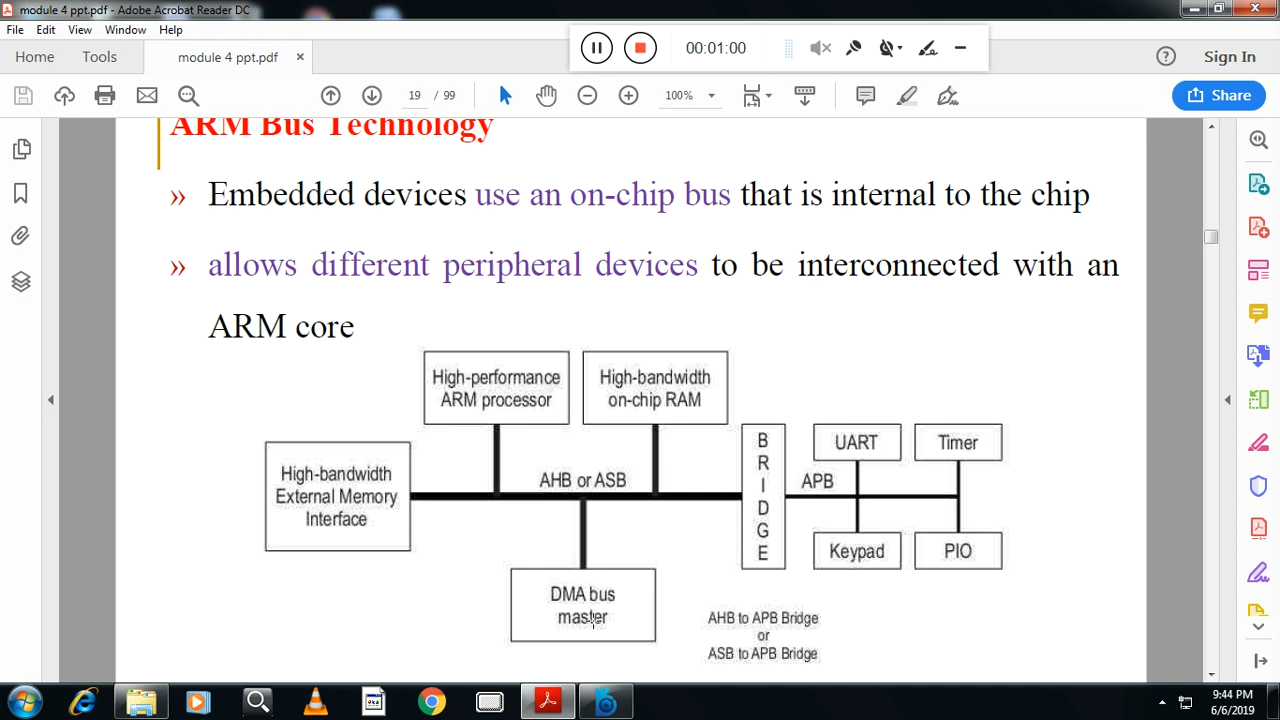 module 4 ppt.pdf - Adobe Acrobat Reader DC
File Edit View Window Help
Home Tools module 4 ppt.pdf ×
00:01:00
? Sign In
19 / 99
100%
Share
ARM Bus Technology
» Embedded devices use an on-chip bus that is internal to the chip
» allows different peripheral devices to be interconnected with an
ARM core
High-performance
ARM processor
High-bandwidth
on-chip RAM
High-bandwidth
External Memory
Interface
AHB or ASB
BRIDGE
APB
UART
Timer
Keypad
PIO
DMA bus
master
AHB to APB Bridge
or
ASB to APB Bridge
9:44 PM
6/6/2019